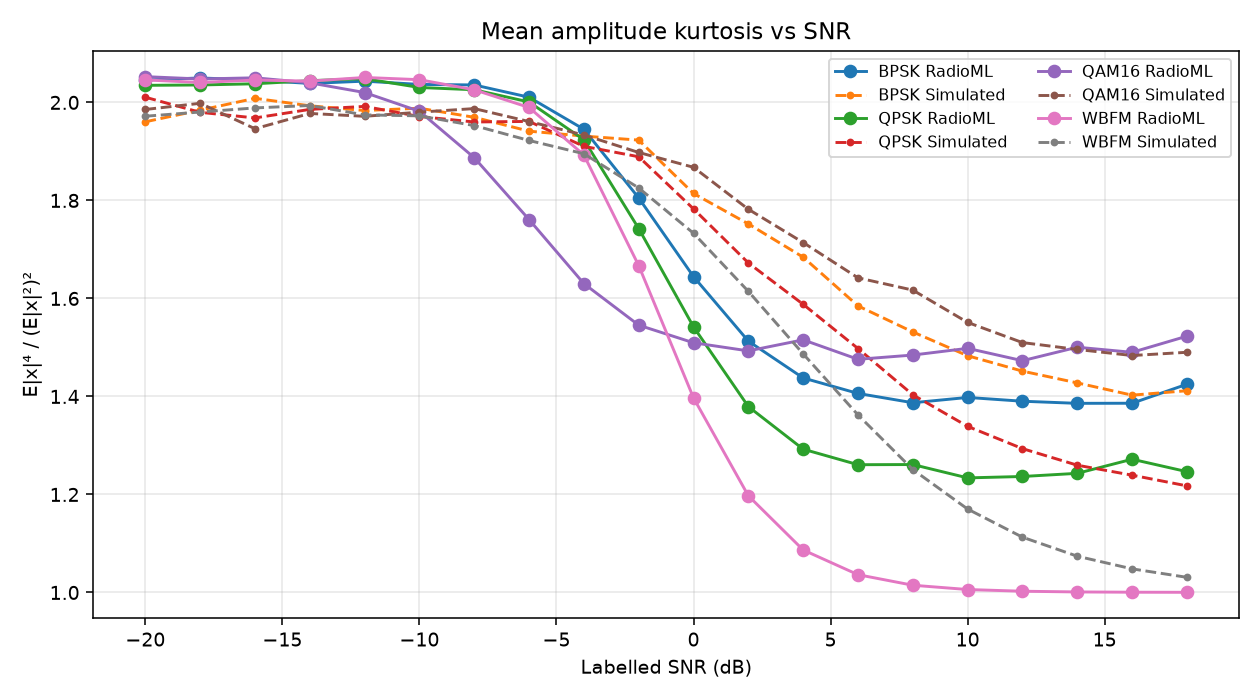 Mean amplitude kurtosis vs SNR
E|x|⁴ / (E|x|²)²
2.0
1.8
1.6
1.4
1.2
1.0
BPSK RadioML
BPSK Simulated
QPSK RadioML
QPSK Simulated
QAM16 RadioML
QAM16 Simulated
WBFM RadioML
WBFM Simulated
−20 −15 −10 −5 0 5 10 15
Labelled SNR (dB)